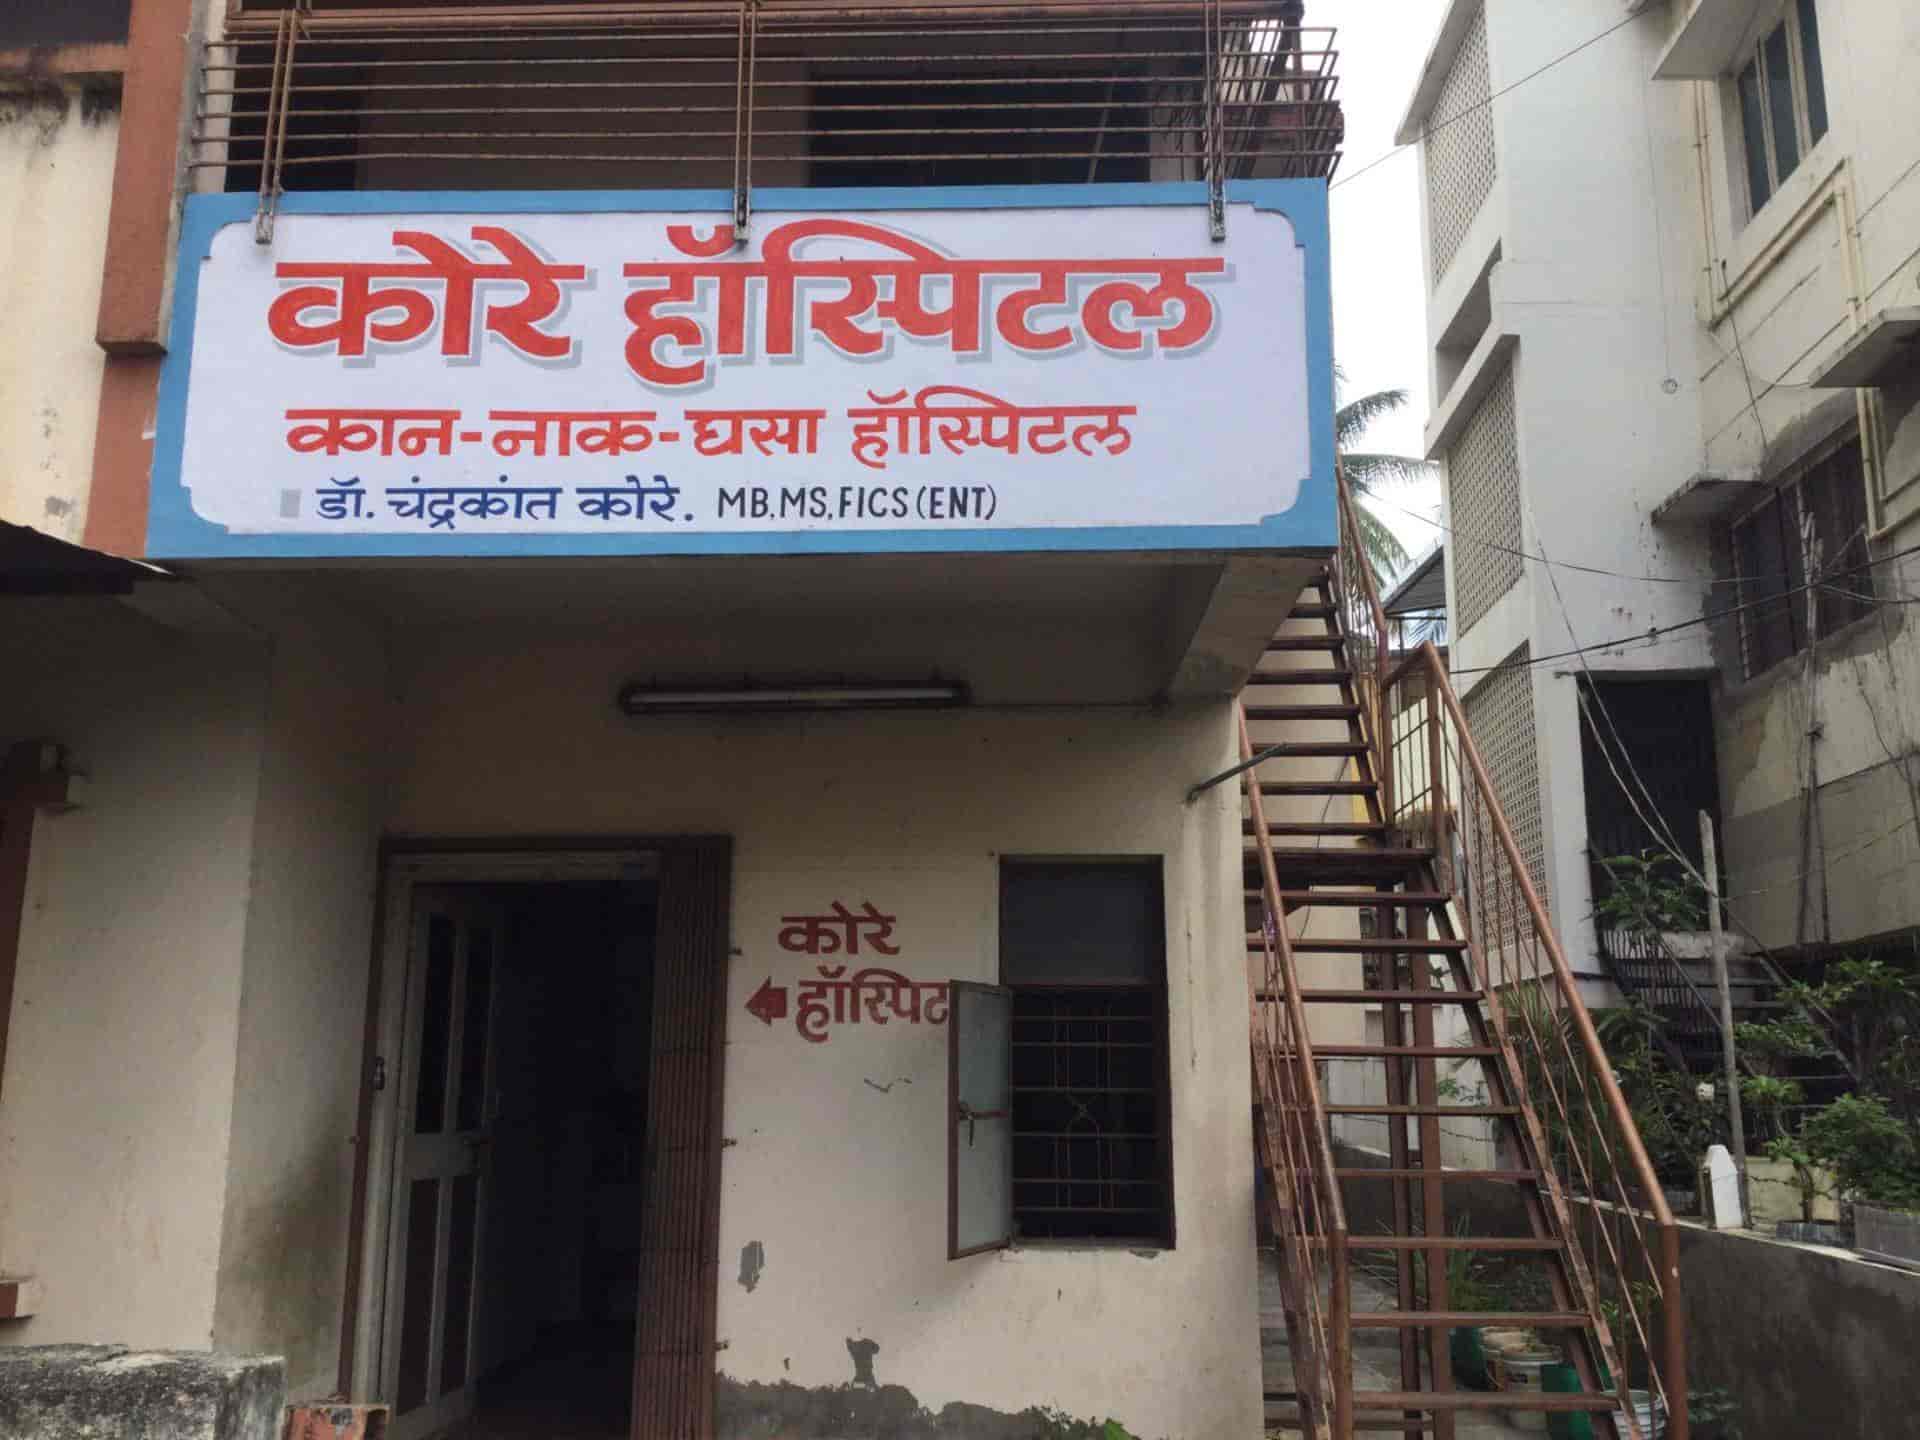 कोरे हॉस्पिटल
कान-नाक-घसा हॉस्पिटल
डॉ. चंद्रकांत कोरे. MB,MS,FICS (ENT)
कोरे
हॉस्पिट